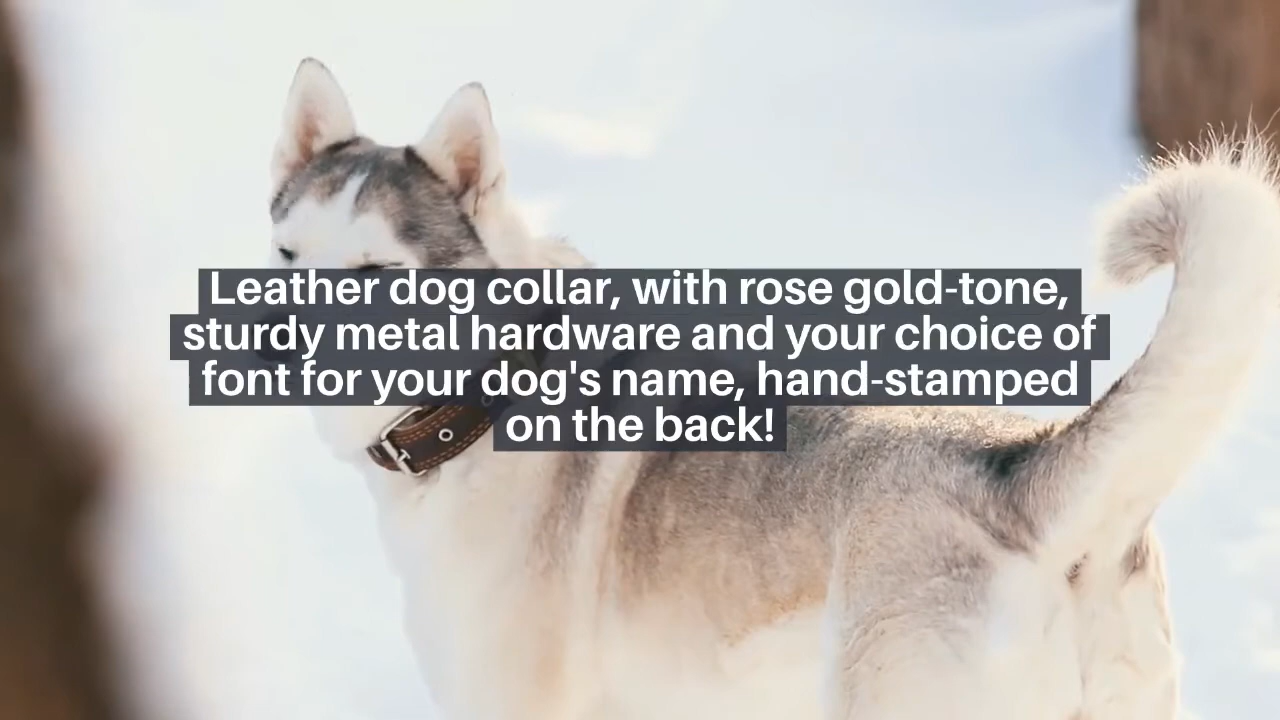 Leather dog collar, with rose gold-tone,
sturdy metal hardware and your choice of
font for your dog's name, hand-stamped
on the back!